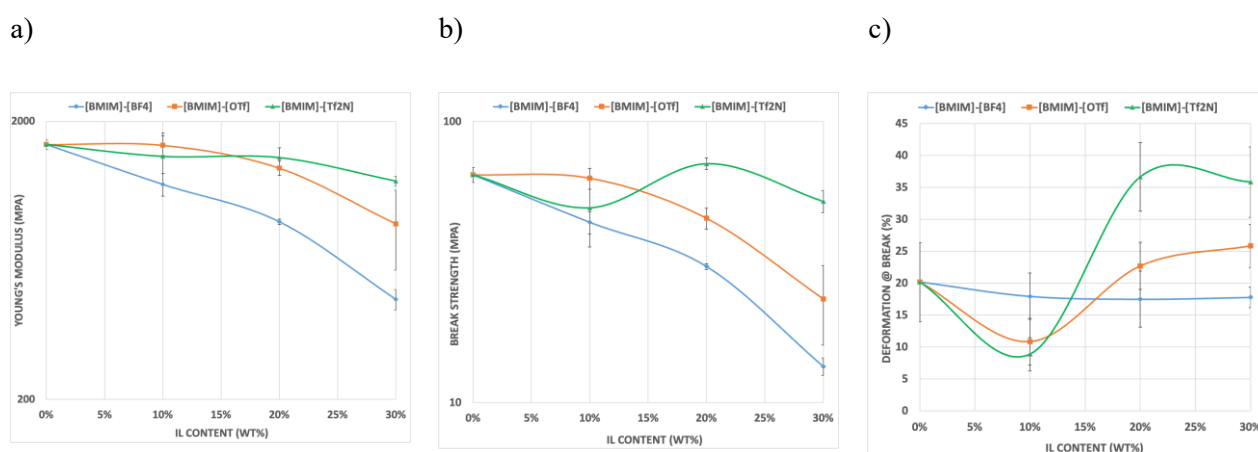 a)
b)
c)
[BMIM]-[BF4] [BMIM]-[OTf] [BMIM]-[Tf2N]
2000
200
YOUNG'S MODULUS (MPA)
0% 5% 10% 15% 20% 25% 30%
IL CONTENT (WT%)
[BMIM]-[BF4] [BMIM]-[OTf] [BMIM]-[Tf2N]
100
10
BREAK STRENGTH (MPA)
0% 5% 10% 15% 20% 25% 30%
IL CONTENT (WT%)
[BMIM]-[BF4] [BMIM]-[OTf] [BMIM]-[Tf2N]
45
40
35
30
25
20
15
10
5
0
DEFORMATION @ BREAK (%)
0% 5% 10% 15% 20% 25% 30%
IL CONTENT (WT%)